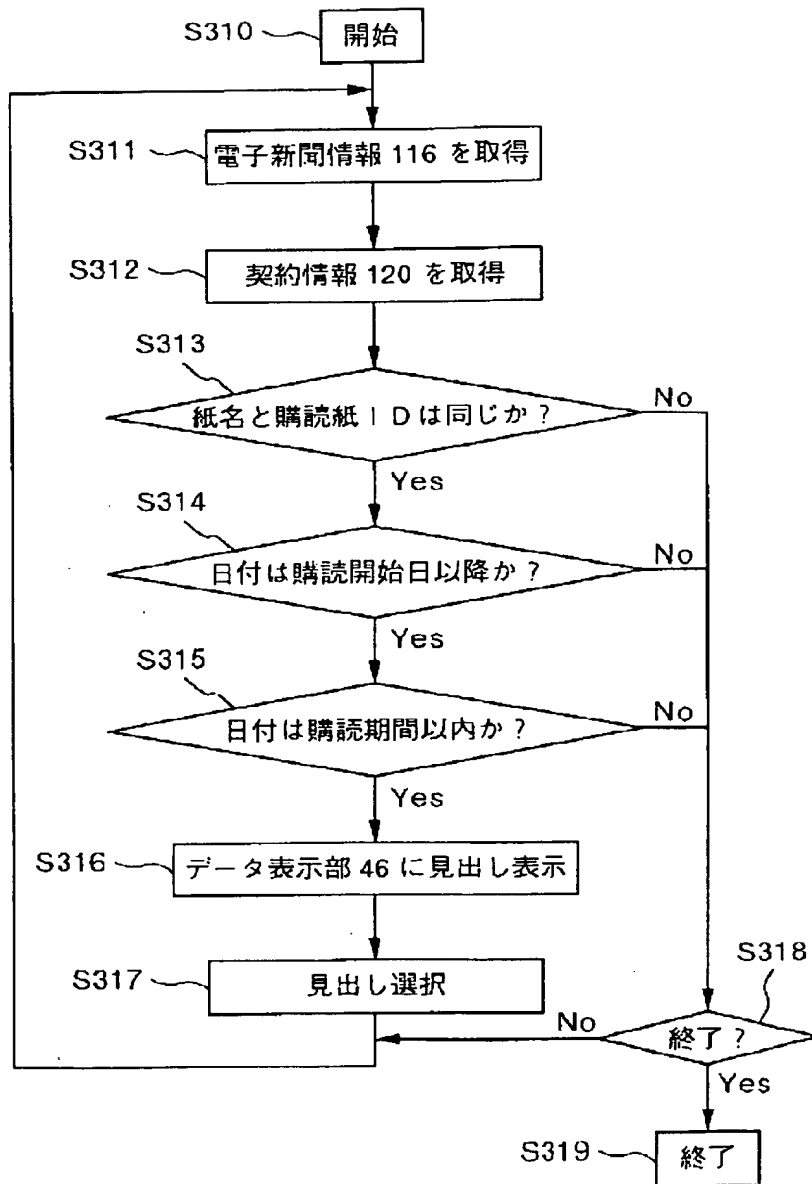 S310
開始
S311
電子新聞情報 116 を取得
S312
契約情報 120 を取得
S313
紙名と購読紙IDは同じか?
No
Yes
S314
日付は購読開始日以降か?
No
Yes
S315
日付は購読期間以内か?
No
Yes
S316
データ表示部 46 に見出し表示
S317
見出し選択
S318
終了?
No
Yes
S319
終了